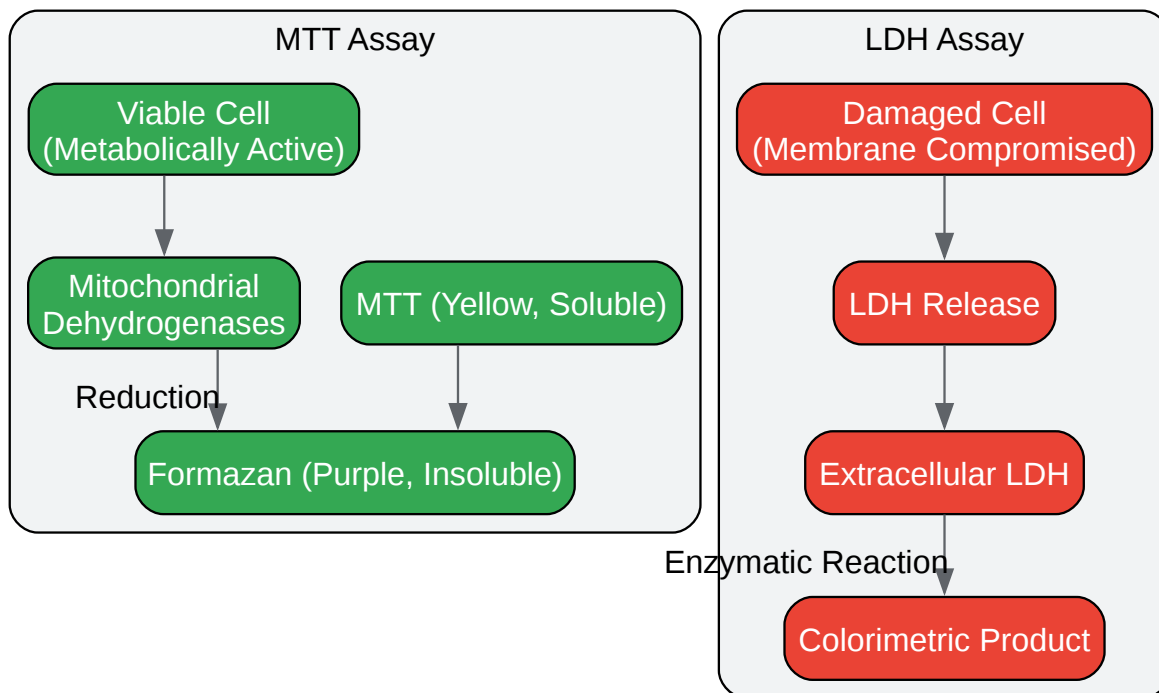 MTT Assay
Viable Cell
(Metabolically Active)
Mitochondrial
Dehydrogenases
MTT (Yellow, Soluble)
Reduction
Formazan (Purple, Insoluble)
LDH Assay
Damaged Cell
(Membrane Compromised)
LDH Release
Extracellular LDH
Enzymatic Reaction
Colorimetric Product